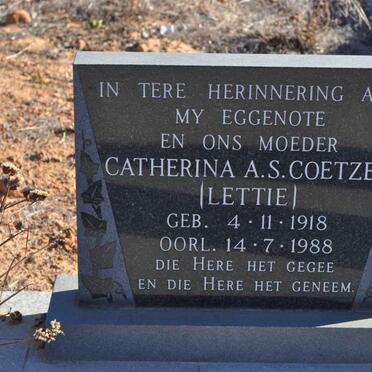 IN TERE HERINNERING A
MY EGGENOTE
EN ONS MOEDER
CATHERINA A.S. COETZE
(LETTIE)
GEB. 4·11·1918
OORL. 14·7·1988
DIE HERE HET GEGEE
EN DIE HERE HET GENEEM.